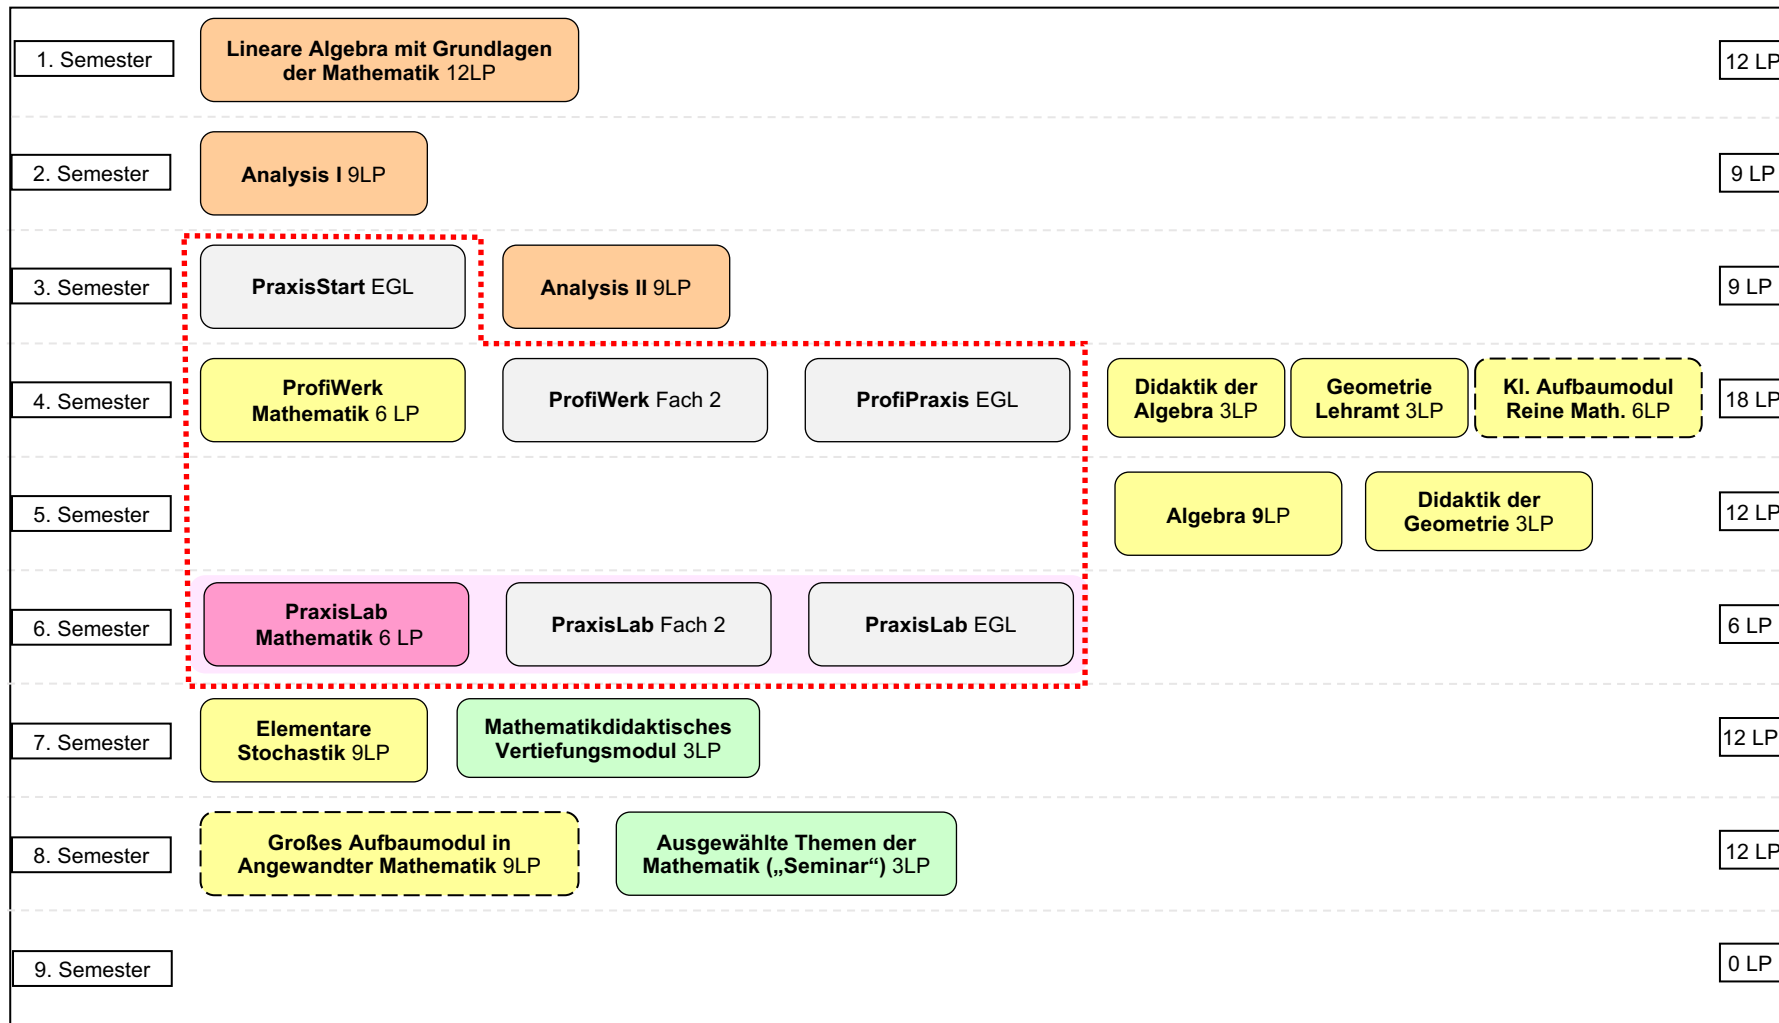 1. Semester
Lineare Algebra mit Grundlagen
der Mathematik 12LP
12 LP
2. Semester
Analysis I 9LP
9 LP
3. Semester
PraxisStart EGL
Analysis II 9LP
9 LP
4. Semester
ProfiWerk
Mathematik 6 LP
ProfiWerk Fach 2
ProfiPraxis EGL
Didaktik der
Algebra 3LP
Geometrie
Lehramt 3LP
Kl. Aufbaumodul
Reine Math. 6LP
18 LP
5. Semester
Algebra 9LP
Didaktik der
Geometrie 3LP
12 LP
6. Semester
PraxisLab
Mathematik 6 LP
PraxisLab Fach 2
PraxisLab EGL
6 LP
7. Semester
Elementare
Stochastik 9LP
Mathematikdidaktisches
Vertiefungsmodul 3LP
12 LP
8. Semester
Großes Aufbaumodul in
Angewandter Mathematik 9LP
Ausgewählte Themen der
Mathematik („Seminar“) 3LP
12 LP
9. Semester
0 LP